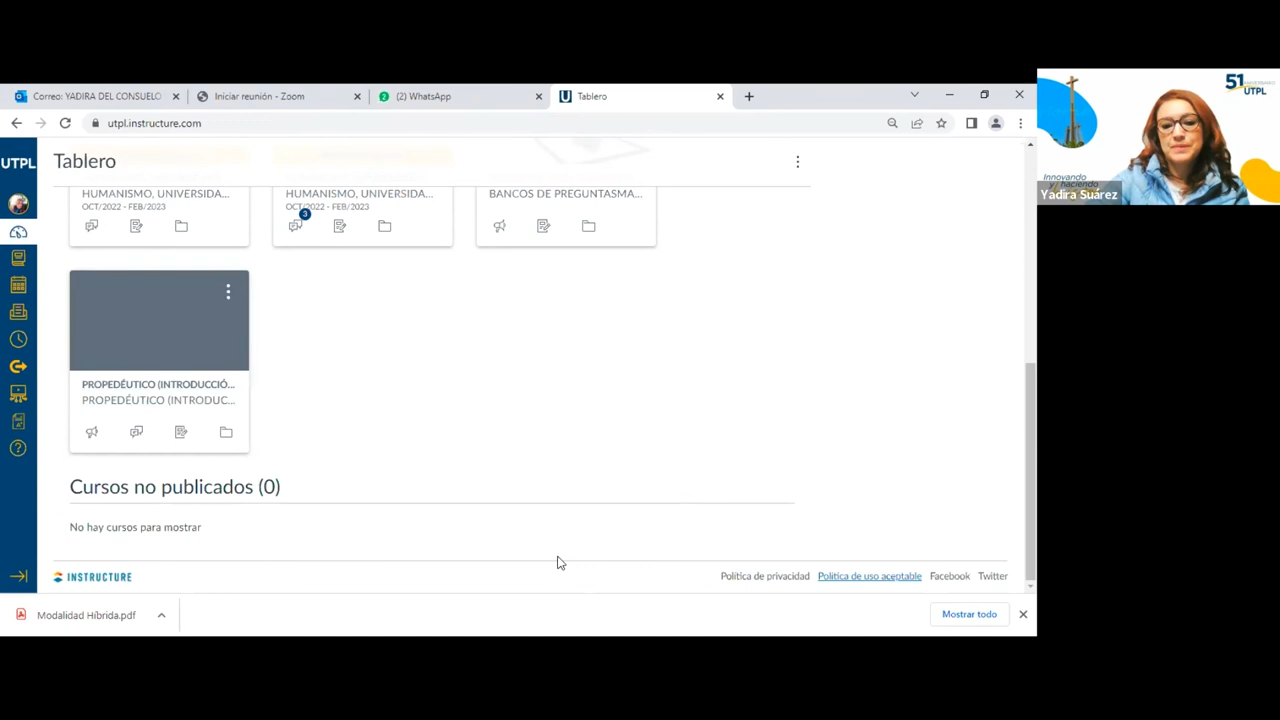 Correo: YADIRA DEL CONSUELO
Iniciar reunión - Zoom
(2) WhatsApp
Tablero
utpl.instructure.com
UTPL
Tablero
HUMANISMO, UNIVERSIDA...
OCT/2022 - FEB/2023
HUMANISMO, UNIVERSIDA...
OCT/2022 - FEB/2023
3
BANCOS DE PREGUNTASMA...
PROPEDÉUTICO (INTRODUCCIÓ...
PROPEDÉUTICO (INTRODUC...
Cursos no publicados (0)
No hay cursos para mostrar
INSTRUCTURE
Política de privacidad
Política de uso aceptable
Facebook
Twitter
Modalidad Híbrida.pdf
Mostrar todo
51
UTPL
Innovando
y haciendo
Yadira Suárez